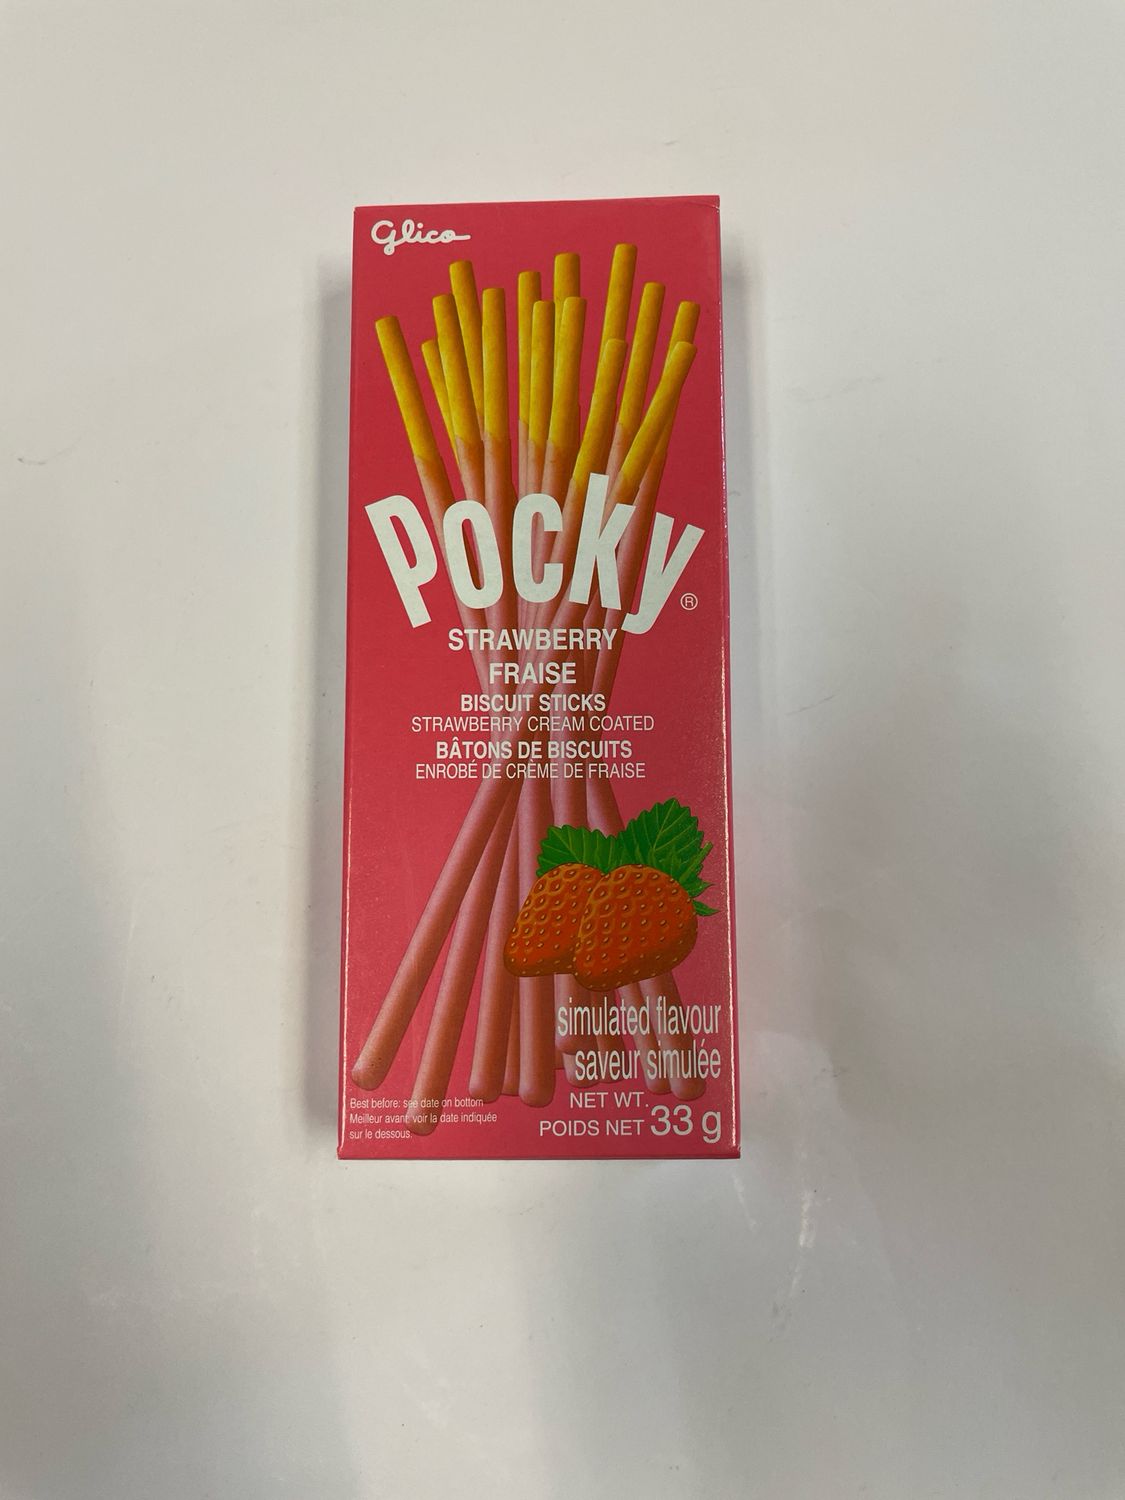 Glico
Pocky®
STRAWBERRY
FRAISE
BISCUIT STICKS
STRAWBERRY CREAM COATED
BÂTONS DE BISCUITS
ENROBÉ DE CRÈME DE FRAISE
simulated flavour
saveur simulée
Best before: see date on bottom
Meilleur avant: voir la date indiquée
sur le dessous.
NET WT.
POIDS NET 33 g